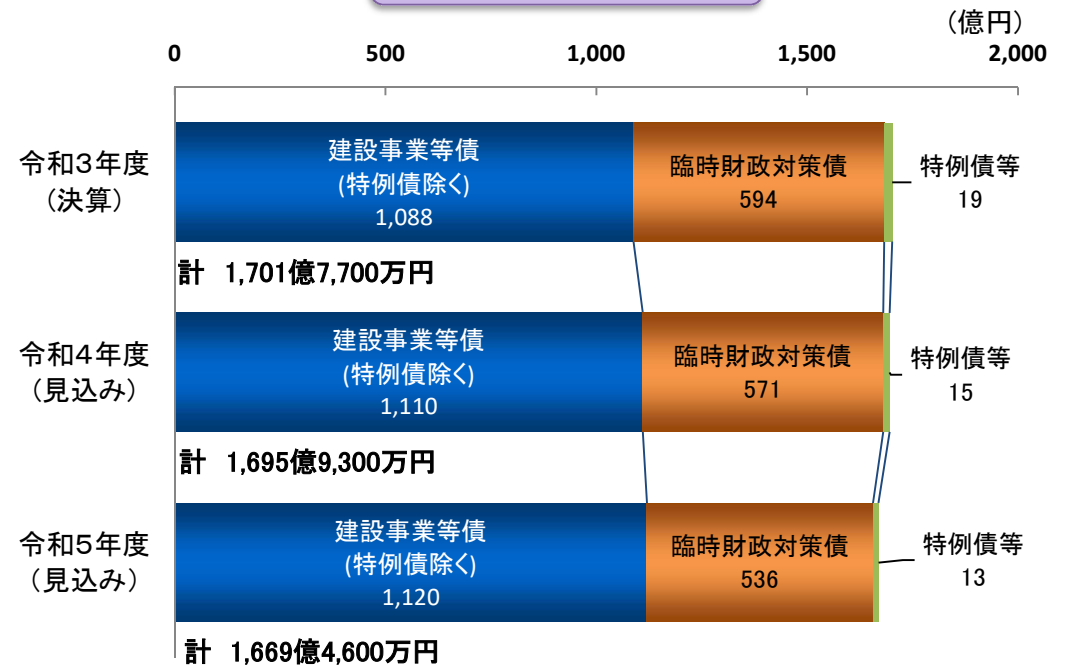 (億円)
0 500 1,000 1,500 2,000
令和3年度
(決算)
建設事業等債
(特例債除く)
1,088
臨時財政対策債
594
特例債等
19
計 1,701億7,700万円
令和4年度
(見込み)
建設事業等債
(特例債除く)
1,110
臨時財政対策債
571
特例債等
15
計 1,695億9,300万円
令和5年度
(見込み)
建設事業等債
(特例債除く)
1,120
臨時財政対策債
536
特例債等
13
計 1,669億4,600万円